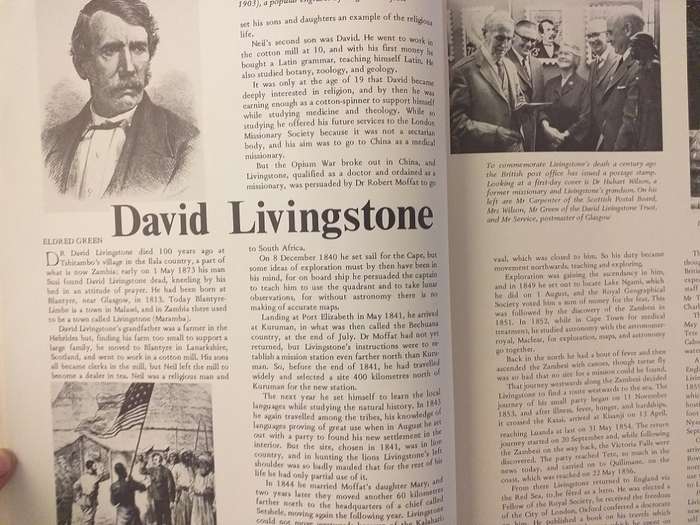 1903), a popular
set his sons and daughters an example of the religious
life.
Neil's second son was David. He went to work in
the cotton mill at 10, and with his first money he
bought a Latin grammar, teaching himself Latin. He
also studied botany, zoology, and geology.
It was only at the age of 19 that David became
deeply interested in religion, and by then he was
earning enough as a cotton-spinner to support himself
while studying medicine and theology. While so
studying he offered his future services to the London
Missionary Society because it was not a sectarian
body, and his aim was to go to China as a medical
missionary.
But the Opium War broke out in China, and
Livingstone, qualified as a doctor and ordained as a
missionary, was persuaded by Dr Robert Moffat to go
David Livingstone
ELDRED GREEN
DR David Livingstone died 100 years ago at
Tshitambo's village in the Ilala country, a part of
what is now Zambia; early on 1 May 1873 his man
Susi found David Livingstone dead, kneeling by his
bed in an attitude of prayer. He had been born at
Blantyre, near Glasgow, in 1813. Today Blantyre-
Limbe is a town in Malawi, and in Zambia there used
to be a town called Livingstone (Maramba).
David Livingstone's grandfather was a farmer in the
Hebrides but, finding his farm too small to support a
large family, he moved to Blantyre in Lanarkshire,
Scotland, and went to work in a cotton mill. His sons
all became clerks in the mill, but Neil left the mill to
become a dealer in tea. Neil was a religious man and
to South Africa.
On 8 December 1840 he set sail for the Cape, but
some ideas of exploration must by then have been in
his mind, for on board ship he persuaded the captain
to teach him to use the quadrant and to take lunar
observations, for without astronomy there is no
means of making accurate maps.
Landing at Port Elizabeth in May 1841, he arrived
at Kuruman, in what was then called the Bechuana
country, at the end of July. Dr Moffat had not yet
returned, but Livingstone's instructions were to es-
tablish a mission station even farther north than Kuru-
man. So, before the end of 1841, he had travelled
widely and selected a site 400 kilometres north of
Kuruman for the new station.
The next year he set himself to learn the local
languages while studying the natural history. In 1843
he again travelled among the tribes, his knowledge of
languages proving of great use when in August he set
out with a party to found his new settlement in the
interior. But the site, chosen in 1841, was in lion
country, and in hunting the lions Livingstone's left
shoulder was so badly mauled that for the rest of his
life he had only partial use of it.
In 1844 he married Moffat's daughter Mary, and
two years later they moved another 60 kilometres
farther north to the headquarters of a chief called
Setshele, moving again the following year. Livingstone
could not
of the Kalahari
To commemorate Livingstone's death a century ago
the British post office has issued a postage stamp.
Looking at a first-day cover is Dr Hubert Wilson, a
former missionary and Livingstone's grandson. On his
left are Mr Carpenter of the Scottish Postal Board,
Mrs Wilson, Mr Green of the David Livingstone Trust,
and Mr Service, postmaster of Glasgow
vaal, which was closed to him. So his duty became
movement northwards, teaching and exploring.
Exploration was gaining the ascendancy in him,
and in 1849 he set out to locate Lake Ngami, which
he did on 1 August, and the Royal Geographical
Society voted him a sum of money for the feat. This
was followed by the discovery of the Zambezi in
1851. In 1852, while in Cape Town for medical
treatment, he studied astronomy with the astronomer-
royal, Maclear, for exploration, maps, and astronomy
go together.
Back in the north he had a bout of fever and then
ascended the Zambezi with canoes, though tsetse fly
was so bad that no site for a mission could be found.
That journey westwards along the Zambezi decided
Livingstone to find a route westwards to the sea. The
journey of his small party began on 11 November
1853, and after illness, fever, hunger, and hardships,
it crossed the Kasai, arrived at Kuanji on 13 April,
reaching Luanda at last on 31 May 1854. The return
journey started on 20 September and, while following
the Zambezi on the way back, the Victoria Falls were
discovered. The party reached Tete, so much in the
news today, and carried on to Quilimane, on the
coast, which was reached on 22 May 1856.
From there Livingstone returned to England via
the Red Sea, to be fêted as a hero. He was elected a
Fellow of the Royal Society, he received the freedom
of the City of London, Oxford conferred a doctorate